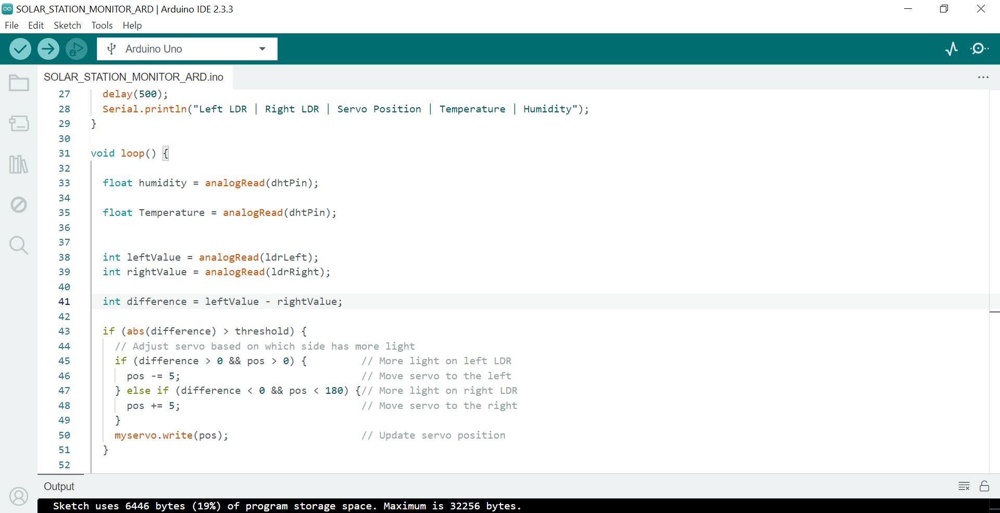 SOLAR_STATION_MONITOR_ARD | Arduino IDE 2.3.3
File Edit Sketch Tools Help
Arduino Uno
SOLAR_STATION_MONITOR_ARD.ino
27 delay(500);
28 Serial.println("Left LDR | Right LDR | Servo Position | Temperature | Humidity");
29 }
30
31 void loop() {
32
33 float humidity = analogRead(dhtPin);
34
35 float Temperature = analogRead(dhtPin);
36
37
38 int leftValue = analogRead(ldrLeft);
39 int rightValue = analogRead(ldrRight);
40
41 int difference = leftValue - rightValue;
42
43 if (abs(difference) > threshold) {
44 // Adjust servo based on which side has more light
45 if (difference > 0 && pos > 0) { // More light on left LDR
46 pos -= 5; // Move servo to the left
47 } else if (difference < 0 && pos < 180) {// More light on right LDR
48 pos += 5; // Move servo to the right
49 }
50 myservo.write(pos); // Update servo position
51 }
52
Output
Sketch uses 6446 bytes (19%) of program storage space. Maximum is 32256 bytes.